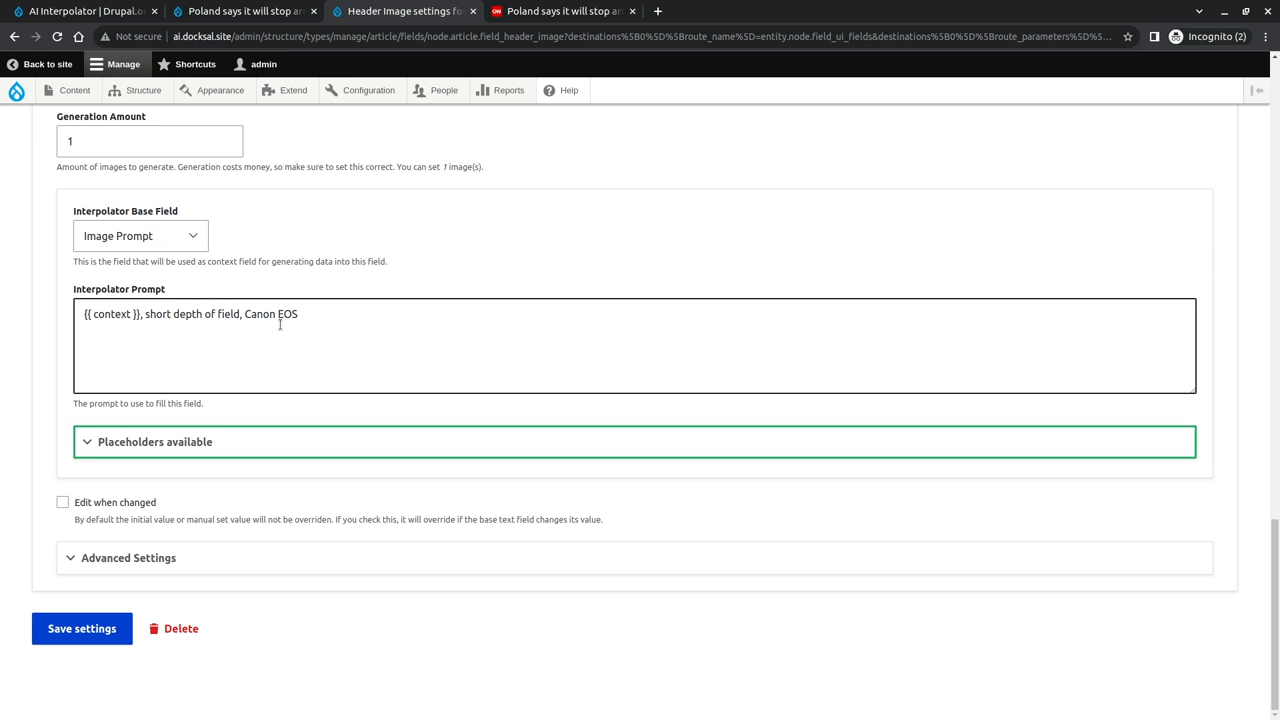 AI Interpolator | Drupal.or
Poland says it will stop ar
Header Image settings fo
Poland says it will stop arr
Not secure
ai.docksal.site/admin/structure/types/manage/article/fields/node.article.field_header_image?destinations%5B0%5D%5Broute_name%5D=entity.node.field_ui_fields&destinations%5B0%5D%5Broute_parameters%5D%5...
Incognito (2)
Back to site
Manage
Shortcuts
admin
Content
Structure
Appearance
Extend
Configuration
People
Reports
Help
Generation Amount
1
Amount of images to generate. Generation costs money, so make sure to set this correct. You can set 1 image(s).
Interpolator Base Field
Image Prompt
This is the field that will be used as context field for generating data into this field.
Interpolator Prompt
{{ context }}, short depth of field, Canon EOS
The prompt to use to fill this field.
Placeholders available
Edit when changed
By default the initial value or manual set value will not be overriden. If you check this, it will override if the base text field changes its value.
Advanced Settings
Save settings
Delete